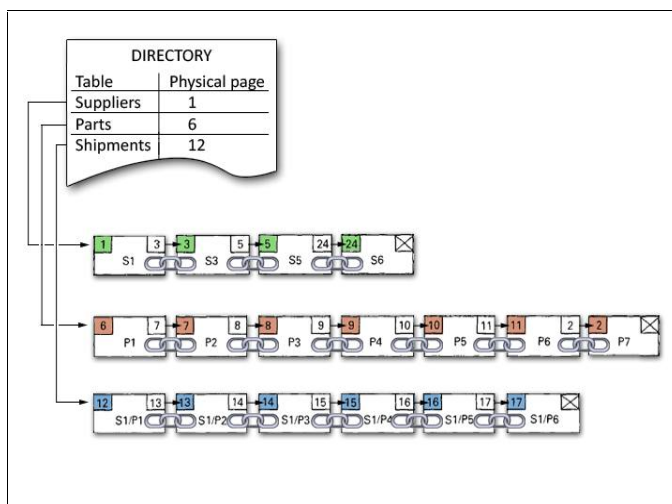 DIRECTORY
Table Physical page
Suppliers 1
Parts 6
Shipments 12
1 3 3 5 5 24 24
S1 S3 S5 S6
6 7 7 8 8 9 9 10 10 11 11 2 2
P1 P2 P3 P4 P5 P6 P7
12 13 13 14 14 15 15 16 16 17 17
S1/P1 S1/P2 S1/P3 S1/P4 S1/P5 S1/P6